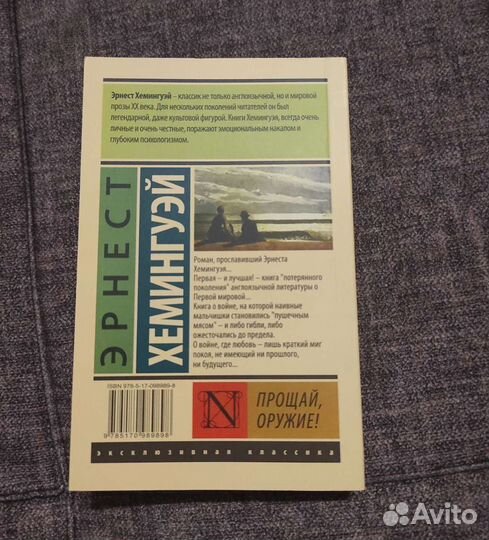 Эрнест Хемингуэй – классик не только англоязычной, но и мировой
прозы XX века. Для нескольких поколений читателей он был
легендарной, даже культовой фигурой. Книги Хемингуэя, всегда очень
личные и очень честные, поражают эмоциональным накалом и
глубоким психологизмом.
ЭРНЕСТ
ХЕМИНГУЭЙ
Роман, прославивший Эрнеста
Хемингуэя...
Первая – и лучшая! – книга "потерянного
поколения" англоязычной литературы о
Первой мировой...
Книга о войне, на которой наивные
мальчишки становились "пушечным
мясом" – и либо гибли, либо
ожесточались до предела.
О войне, где любовь – лишь краткий миг
покоя, не имеющий ни прошлого,
ни будущего...
ISBN 978-5-17-098989-8
9 785170 989898
N
ПРОЩАЙ,
ОРУЖИЕ!
эксклюзивная классика
Avito